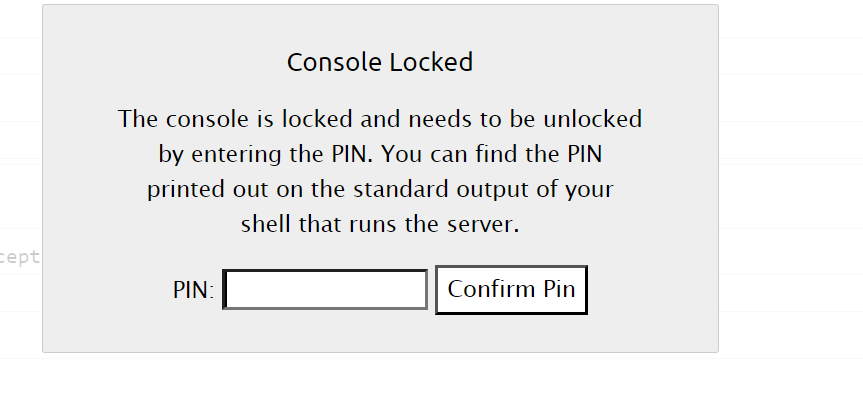 Console Locked
The console is locked and needs to be unlocked
by entering the PIN. You can find the PIN
printed out on the standard output of your
shell that runs the server.
cept
PIN: Confirm Pin